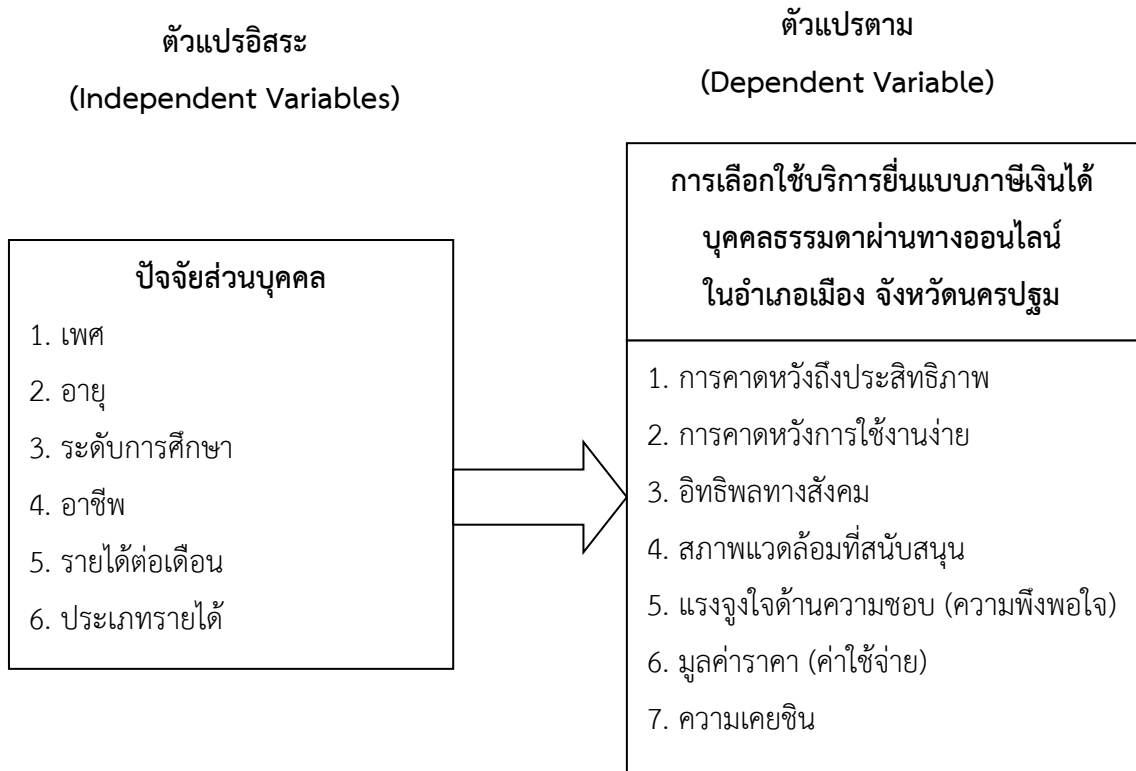 ตัวแปรอิสระ
(Independent Variables)
ปัจจัยส่วนบุคคล
1. เพศ
2. อายุ
3. ระดับการศึกษา
4. อาชีพ
5. รายได้ต่อเดือน
6. ประเภทรายได้
ตัวแปรตาม
(Dependent Variable)
การเลือกใช้บริการยื่นแบบภาษีเงินได้
บุคคลธรรมดาผ่านทางออนไลน์
ในอำเภอเมือง จังหวัดนครปฐม
1. การคาดหวังถึงประสิทธิภาพ
2. การคาดหวังการใช้งานง่าย
3. อิทธิพลทางสังคม
4. สภาพแวดล้อมที่สนับสนุน
5. แรงจูงใจด้านความชอบ (ความพึงพอใจ)
6. มูลค่าราคา (ค่าใช้จ่าย)
7. ความเคยชิน